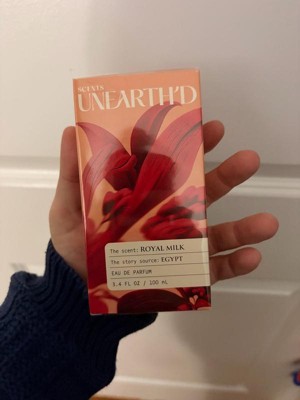 SCENTS
UNEARTH'D
The scent: ROYAL MILK
The story source: EGYPT
EAU DE PARFUM
3.4 FL OZ / 100 mL